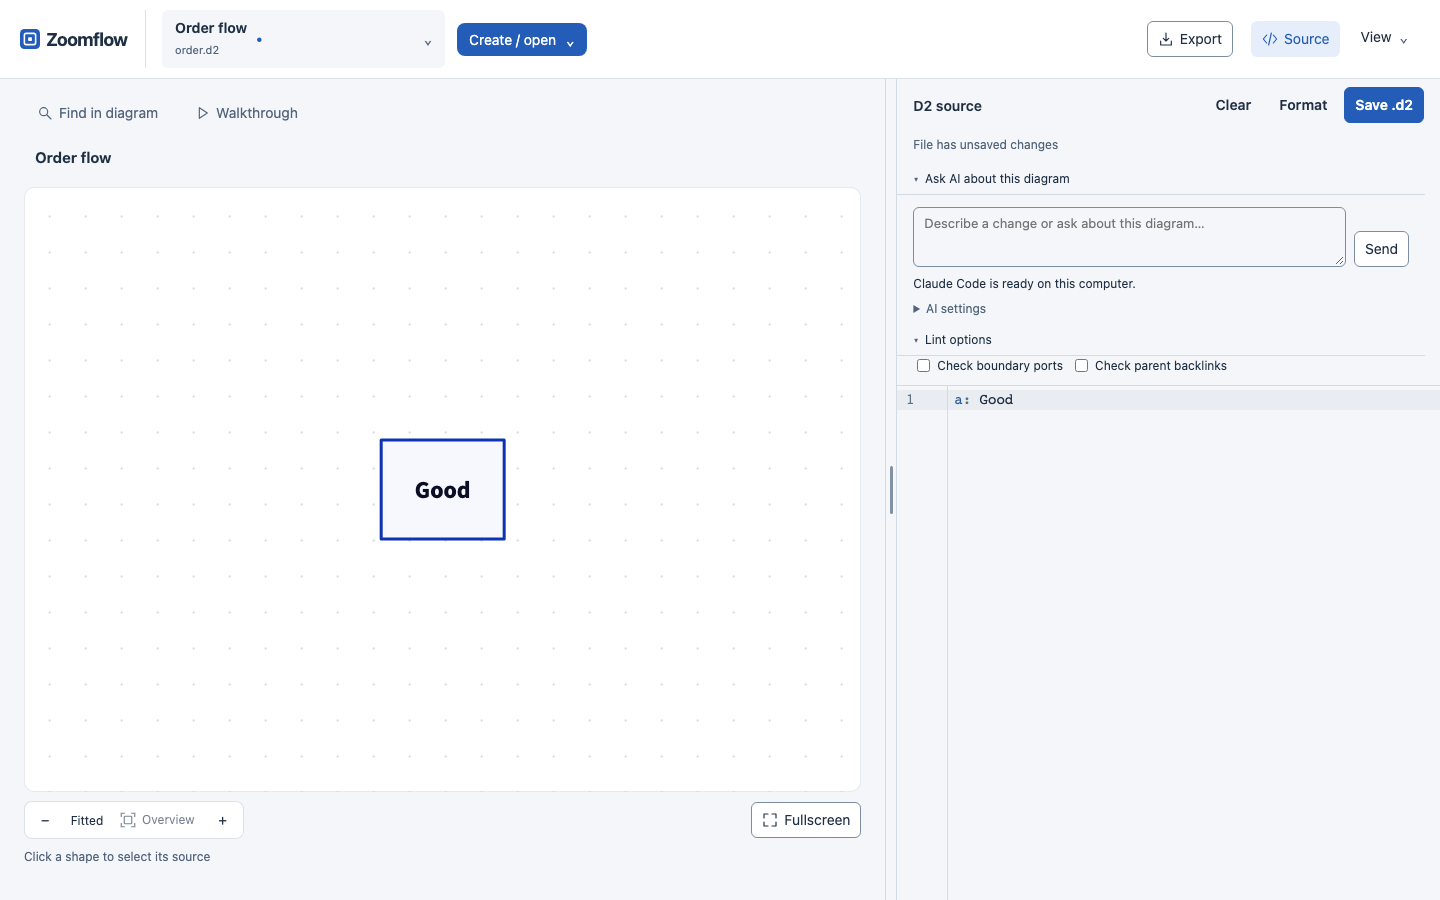 Zoomflow
Order flow
order.d2
Create / open
Export
</> Source
View
Find in diagram
Walkthrough
Order flow
Good
− Fitted Overview +
Fullscreen
Click a shape to select its source
D2 source
Clear
Format
Save .d2
File has unsaved changes
Ask AI about this diagram
Describe a change or ask about this diagram...
Send
Claude Code is ready on this computer.
AI settings
Lint options
Check boundary ports
Check parent backlinks
1 a: Good